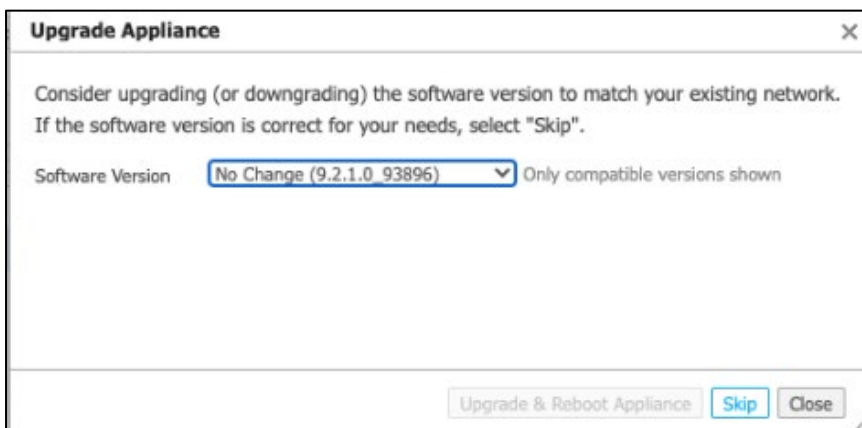 Upgrade Appliance
Consider upgrading (or downgrading) the software version to match your existing network.
If the software version is correct for your needs, select "Skip".
Software Version No Change (9.2.1.0_93896) Only compatible versions shown
Upgrade & Reboot Appliance Skip Close